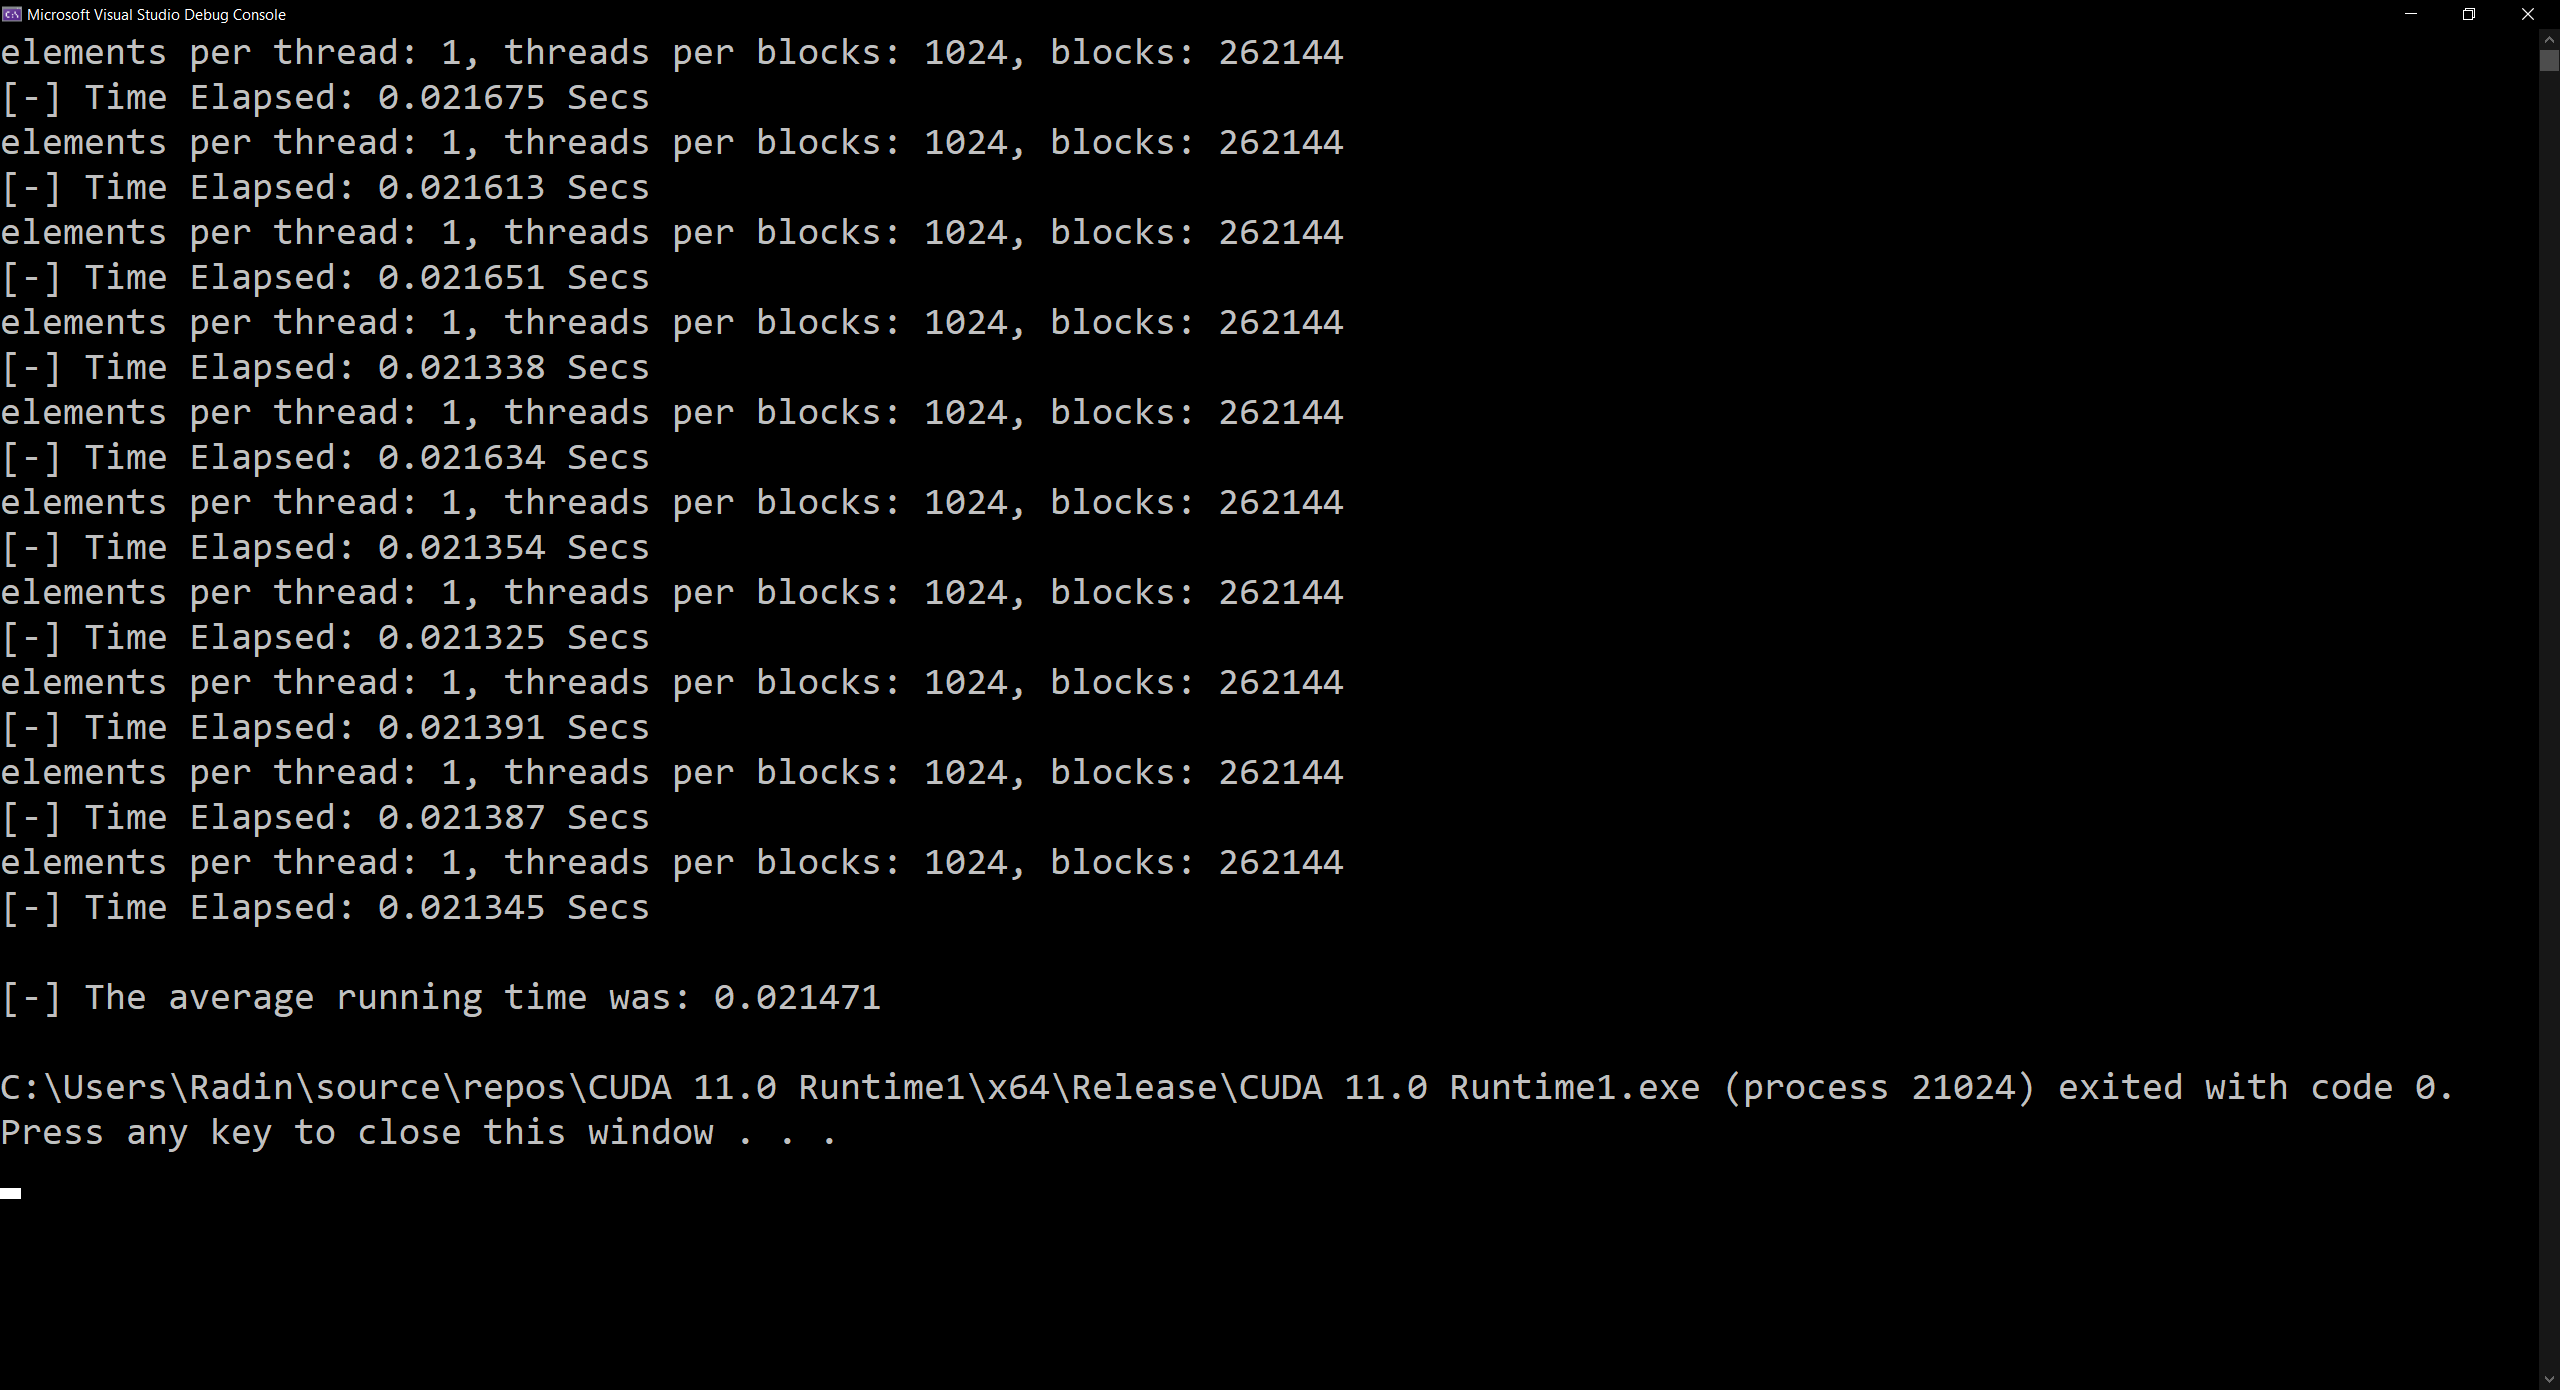 Microsoft Visual Studio Debug Console
elements per thread: 1, threads per blocks: 1024, blocks: 262144
[-] Time Elapsed: 0.021675 Secs
elements per thread: 1, threads per blocks: 1024, blocks: 262144
[-] Time Elapsed: 0.021613 Secs
elements per thread: 1, threads per blocks: 1024, blocks: 262144
[-] Time Elapsed: 0.021651 Secs
elements per thread: 1, threads per blocks: 1024, blocks: 262144
[-] Time Elapsed: 0.021338 Secs
elements per thread: 1, threads per blocks: 1024, blocks: 262144
[-] Time Elapsed: 0.021634 Secs
elements per thread: 1, threads per blocks: 1024, blocks: 262144
[-] Time Elapsed: 0.021354 Secs
elements per thread: 1, threads per blocks: 1024, blocks: 262144
[-] Time Elapsed: 0.021325 Secs
elements per thread: 1, threads per blocks: 1024, blocks: 262144
[-] Time Elapsed: 0.021391 Secs
elements per thread: 1, threads per blocks: 1024, blocks: 262144
[-] Time Elapsed: 0.021387 Secs
elements per thread: 1, threads per blocks: 1024, blocks: 262144
[-] Time Elapsed: 0.021345 Secs
[-] The average running time was: 0.021471
C:\Users\Radin\source\repos\CUDA 11.0 Runtime1\x64\Release\CUDA 11.0 Runtime1.exe (process 21024) exited with code 0.
Press any key to close this window . . .